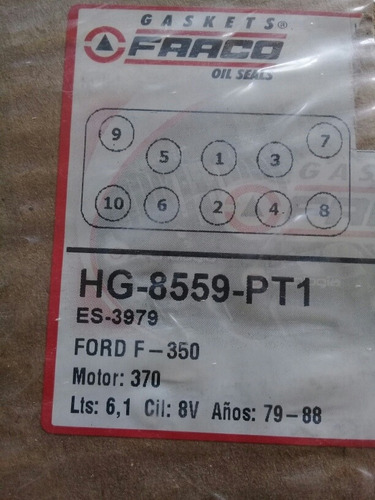 GASKETS®
FRACO
OIL SEALS
9 5 1 3 7
10 6 2 4 8
GASKETS
HG-8559-PT1
ES-3979
FORD F-350
Motor: 370
Lts: 6,1 Cil: 8V Años: 79-88